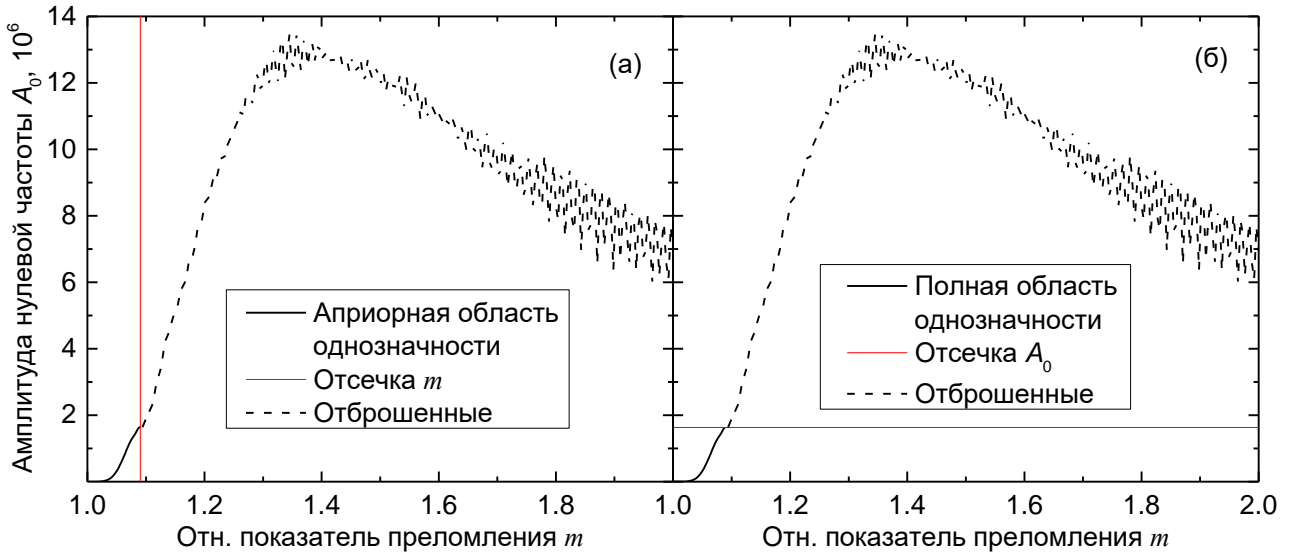 Амплитуда нулевой частоты A₀, 10⁶
14
12
10
8
6
4
2
(а)
Априорная область
однозначности
Отсечка m
Отброшенные
1.0 1.2 1.4 1.6 1.8
Отн. показатель преломления m
(б)
Полная область
однозначности
Отсечка A₀
Отброшенные
1.0 1.2 1.4 1.6 1.8 2.0
Отн. показатель преломления m